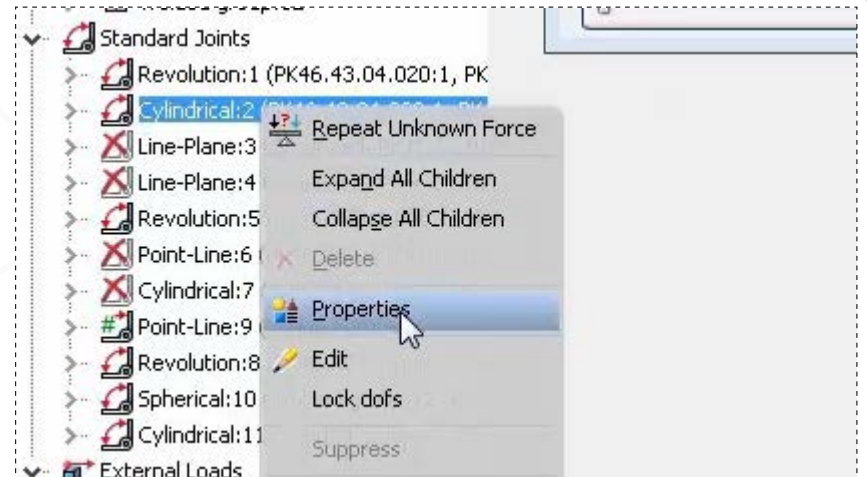 Standard Joints
Revolution:1 (PK46.43.04.020:1, PK
Cylindrical:2
Repeat Unknown Force
Line-Plane:3
Line-Plane:4
Expand All Children
Revolution:5
Collapse All Children
Point-Line:6
Delete
Cylindrical:7
Properties
Point-Line:9
Revolution:8
Edit
Spherical:10
Lock dofs
Cylindrical:11
Suppress
External Loads